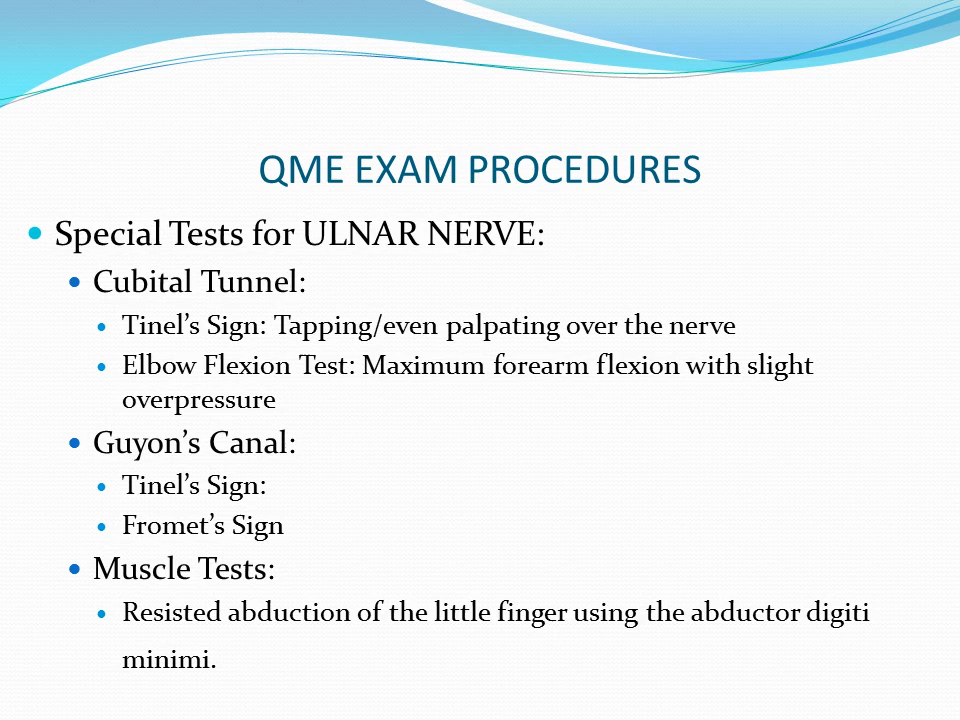 QME EXAM PROCEDURES
Special Tests for ULNAR NERVE:
Cubital Tunnel:
Tinel’s Sign: Tapping/even palpating over the nerve
Elbow Flexion Test: Maximum forearm flexion with slight
overpressure
Guyon’s Canal:
Tinel’s Sign:
Fromet’s Sign
Muscle Tests:
Resisted abduction of the little finger using the abductor digiti
minimi.